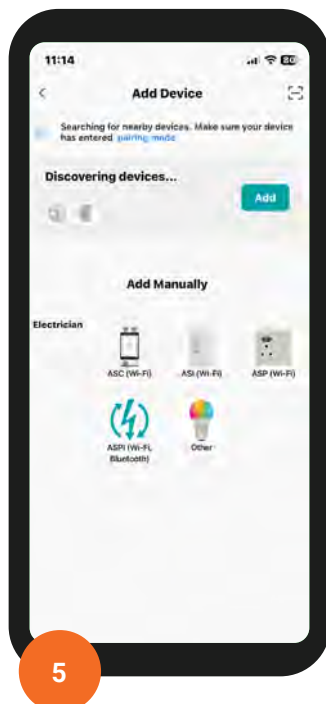 11:14
Add Device
Searching for nearby devices. Make sure your device
has entered pairing mode
Discovering devices...
Add
Add Manually
Electrician
ASC (Wi-Fi)
ASI (Wi-Fi)
ASP (Wi-Fi)
ASPI (Wi-Fi,
Bluetooth)
Other
5